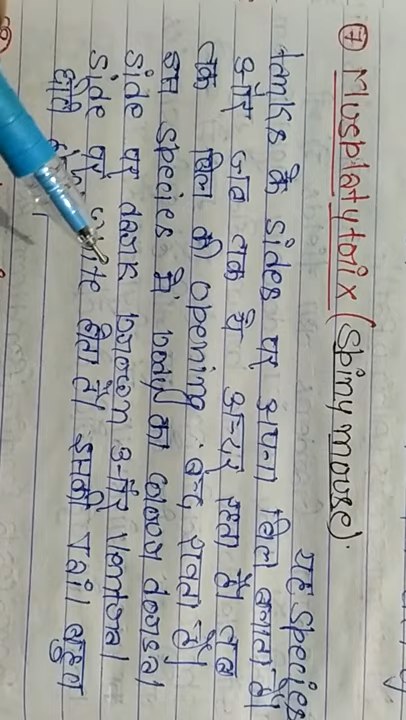 ⑦ Musplatytrix (Spiny mouse).
यह species
tanks के sides पर अपना बिल बनाता है
और जब तक ये अन्दर रहता है तब
तक बिल की opening बन्द रखता है।
इस species में body का colour dorsal
side पर dark brown और ventral
side पर white होता है। इसकी tail बहुत